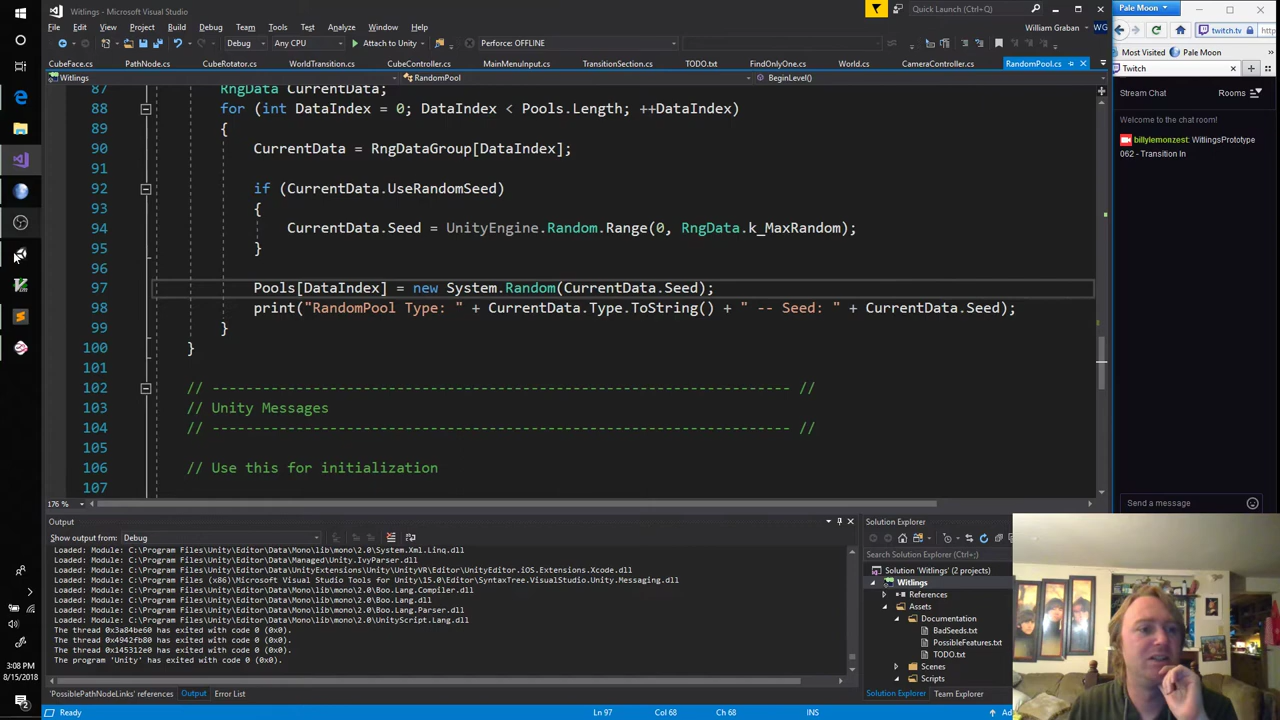 Witlings - Microsoft Visual Studio
Quick Launch (Ctrl+Q)
File Edit View Project Build Debug Team Tools Analyze Window Help
William Graban WG
Debug Any CPU Attach to Unity Perforce: OFFLINE
CubeFace.cs PathNode.cs CubeRotator.cs WorldTransition.cs CubeController.cs MainMenuInput.cs TransitionSection.cs TODO.txt FindOnlyOne.cs World.cs CameraController.cs RandomPool.cs
Witlings RandomPool BeginLevel()
87 RngData CurrentData;
88 for (int DataIndex = 0; DataIndex < Pools.Length; ++DataIndex)
89 {
90 CurrentData = RngDataGroup[DataIndex];
91
92 if (CurrentData.UseRandomSeed)
93 {
94 CurrentData.Seed = UnityEngine.Random.Range(0, RngData.k_MaxRandom);
95 }
96
97 Pools[DataIndex] = new System.Random(CurrentData.Seed);
98 print("RandomPool Type: " + CurrentData.Type.ToString() + " -- Seed: " + CurrentData.Seed);
99 }
100 }
101
102 // ---------------------------------------------------------------------- //
103 // Unity Messages
104 // ---------------------------------------------------------------------- //
105
106 // Use this for initialization
107
176 %
Output
Show output from: Debug
Loaded: Module: C:\Program Files\Unity\Editor\Data\Mono\lib\mono\2.0\System.Xml.Linq.dll
Loaded: Module: C:\Program Files\Unity\Editor\Data\Managed\Unity.IvyParser.dll
Loaded: Module: C:\Program Files\Unity\Editor\Data\UnityExtensions\Unity\UnityVR\Editor\UnityEditor.iOS.Extensions.Xcode.dll
Loaded: Module: C:\Program Files (x86)\Microsoft Visual Studio Tools for Unity\15.0\Editor\SyntaxTree.VisualStudio.Unity.Messaging.dll
Loaded: Module: C:\Program Files\Unity\Editor\Data\Mono\lib\mono\2.0\Boo.Lang.Compiler.dll
Loaded: Module: C:\Program Files\Unity\Editor\Data\Mono\lib\mono\2.0\Boo.Lang.dll
Loaded: Module: C:\Program Files\Unity\Editor\Data\Mono\lib\mono\2.0\Boo.Lang.Parser.dll
Loaded: Module: C:\Program Files\Unity\Editor\Data\Mono\lib\mono\2.0\UnityScript.Lang.dll
The thread 0x3a84be60 has exited with code 0 (0x0).
The thread 0x4942fb80 has exited with code 0 (0x0).
The thread 0x145312e0 has exited with code 0 (0x0).
The program 'Unity' has exited with code 0 (0x0).
'PossiblePathNodeLinks' references Output Error List
Solution Explorer
Search Solution Explorer (Ctrl+;)
Solution 'Witlings' (2 projects)
Witlings
References
Assets
Documentation
BadSeeds.txt
PossibleFeatures.txt
TODO.txt
Scenes
Scripts
Solution Explorer Team Explorer
Ready Ln 97 Col 68 Ch 68 INS
Pale Moon
twitch.tv
Most Visited Pale Moon
Twitch
Stream Chat Rooms
Welcome to the chat room!
billylemonzest: WitlingsPrototype
062 - Transition In
Send a message
3:08 PM
8/15/2018
2